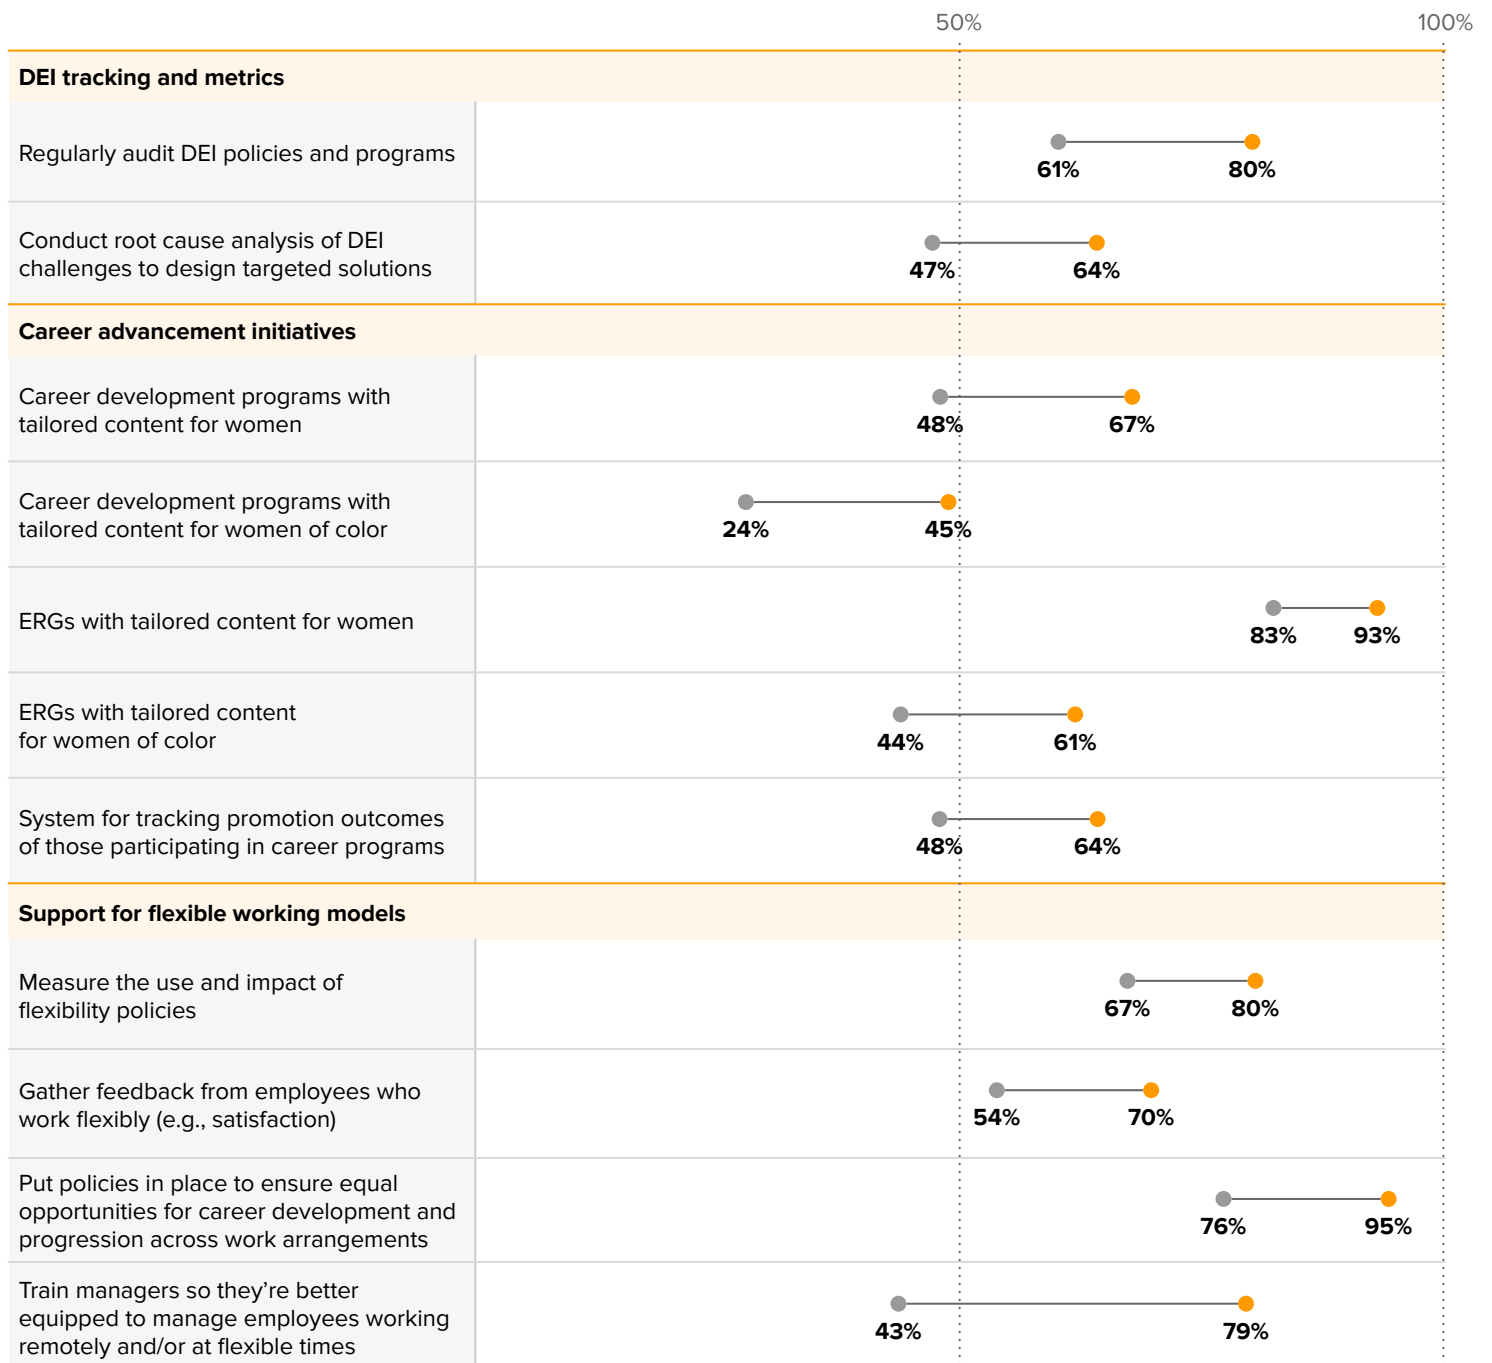 50% 100%
DEI tracking and metrics
Regularly audit DEI policies and programs
61% 80%
Conduct root cause analysis of DEI
challenges to design targeted solutions
47% 64%
Career advancement initiatives
Career development programs with
tailored content for women
48% 67%
Career development programs with
tailored content for women of color
24% 45%
ERGs with tailored content for women
83% 93%
ERGs with tailored content
for women of color
44% 61%
System for tracking promotion outcomes
of those participating in career programs
48% 64%
Support for flexible working models
Measure the use and impact of
flexibility policies
67% 80%
Gather feedback from employees who
work flexibly (e.g., satisfaction)
54% 70%
Put policies in place to ensure equal
opportunities for career development and
progression across work arrangements
76% 95%
Train managers so they’re better
equipped to manage employees working
remotely and/or at flexible times
43% 79%